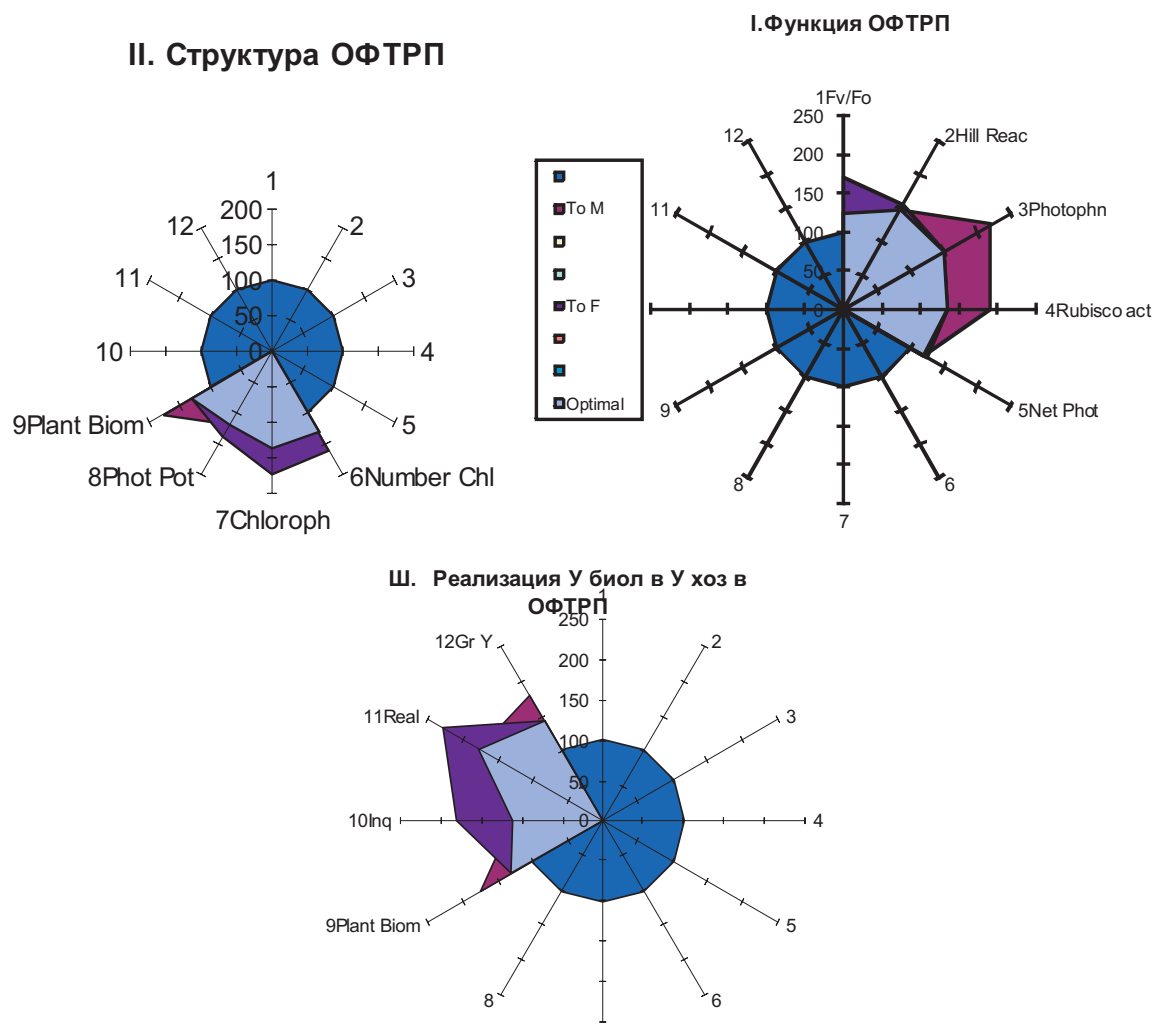 II. Структура ОФТРП
1
200
150
100
50
0
2
3
4
5
6Number Chl
7Chloroph
8Phot Pot
9Plant Biom
10
11
12
I.Функция ОФТРП
1Fv/Fo
250
200
150
100
50
0
2Hill Reac
3Photophn
4Rubisco act
5Net Phot
6
7
8
9
11
12
To M
To F
Optimal
Ш. Реализация У биол в У хоз в
ОФТРП
1
250
200
150
100
50
0
2
3
4
5
6
8
9Plant Biom
10Inq
11Real
12Gr Y